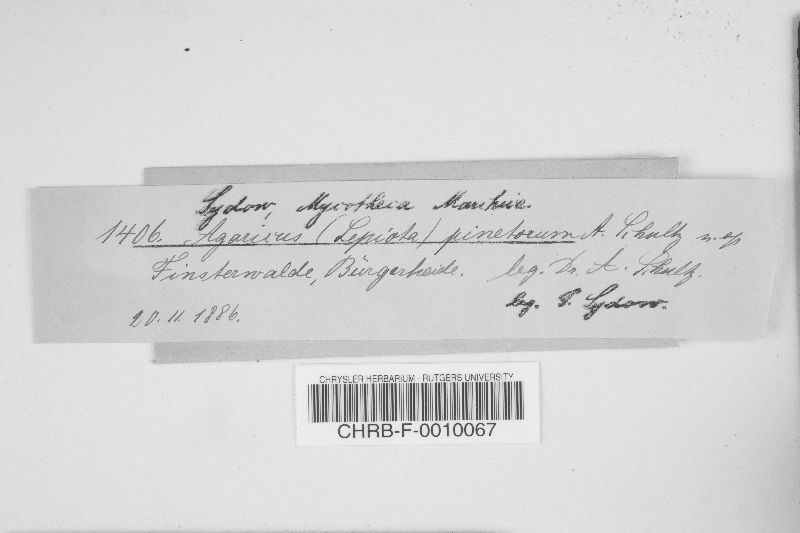 Sydow, Mycotheca Marchica.
1406. Agaricus (Lepiota) pinetorum A. Schultz n. sp.
Finsterwalde, Bürgerheide. leg. Dr. A. Schultz.
leg. P. Sydow.
20. 11. 1886.
CHRYSLER HERBARIUM - RUTGERS UNIVERSITY
CHRB-F-0010067